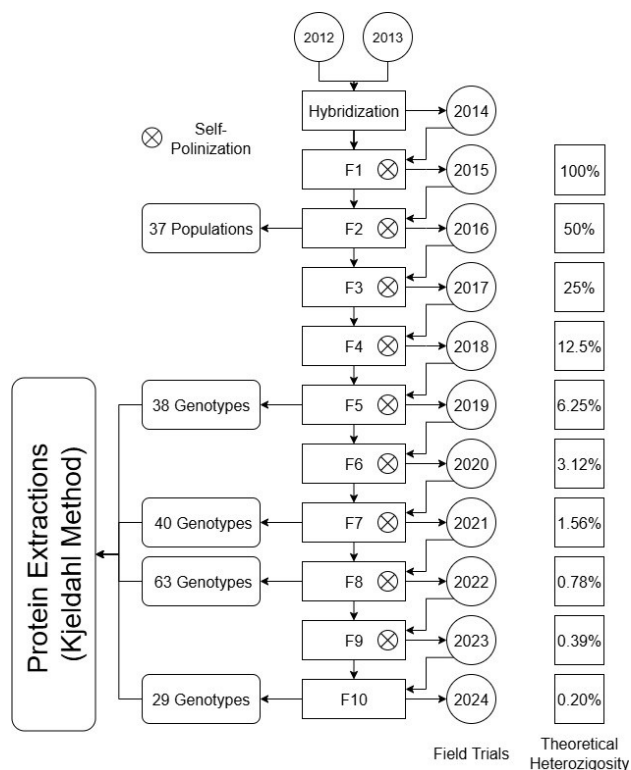 2012
2013
Hybridization
2014
Self-
Polinization
F1
2015
100%
37 Populations
F2
2016
50%
F3
2017
25%
F4
2018
12.5%
38 Genotypes
F5
2019
6.25%
F6
2020
3.12%
40 Genotypes
F7
2021
1.56%
63 Genotypes
F8
2022
0.78%
F9
2023
0.39%
29 Genotypes
F10
2024
0.20%
Protein Extractions
(Kjeldahl Method)
Field Trials
Theoretical
Heterozigosity